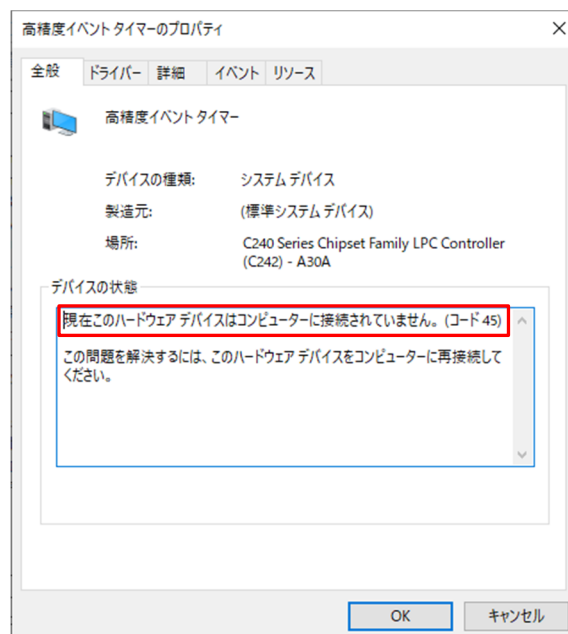 高精度イベント タイマーのプロパティ
全般 ドライバー 詳細 イベント リソース
高精度イベント タイマー
デバイスの種類: システム デバイス
製造元: (標準システム デバイス)
場所: C240 Series Chipset Family LPC Controller
(C242) - A30A
デバイスの状態
現在このハードウェア デバイスはコンピューターに接続されていません。(コード 45)
この問題を解決するには、このハードウェア デバイスをコンピューターに再接続して
ください。
OK キャンセル